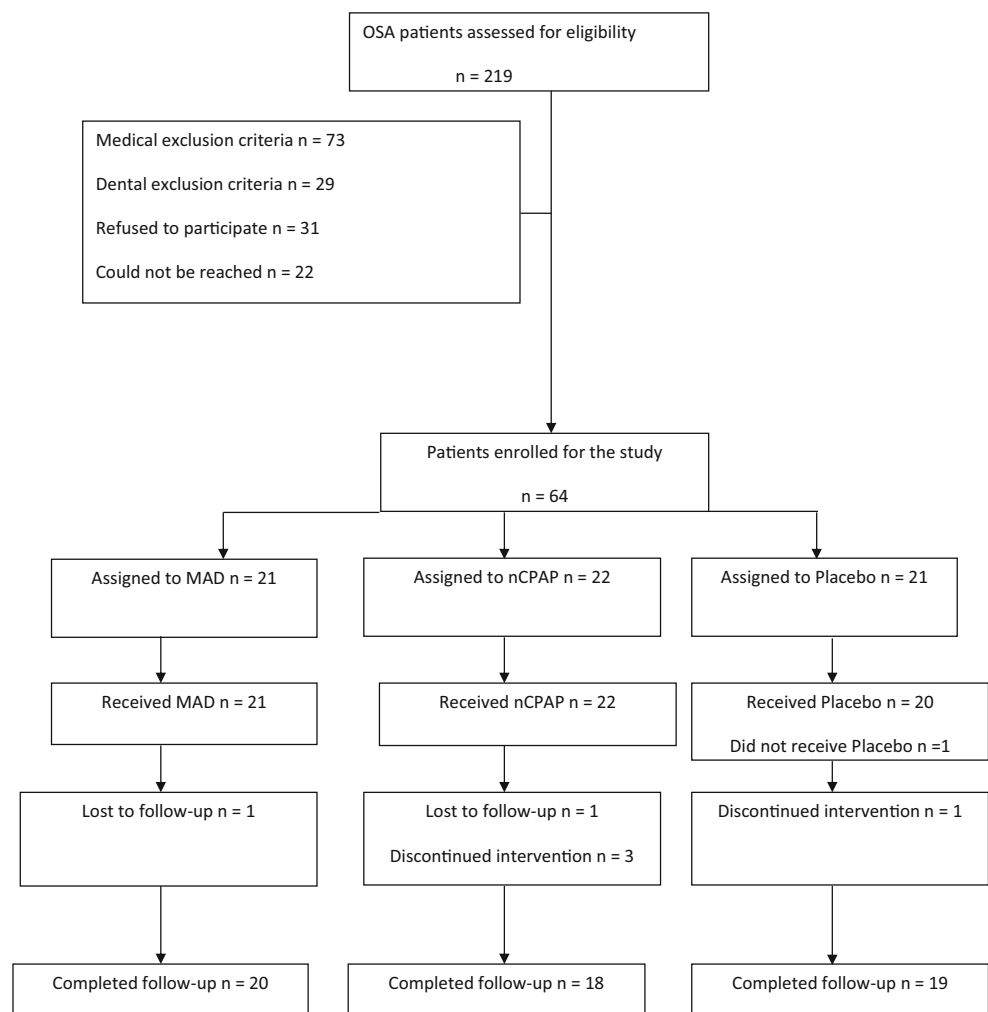 OSA patients assessed for eligibility
n = 219
Medical exclusion criteria n = 73
Dental exclusion criteria n = 29
Refused to participate n = 31
Could not be reached n = 22
Patients enrolled for the study
n = 64
Assigned to MAD n = 21
Assigned to nCPAP n = 22
Assigned to Placebo n = 21
Received MAD n = 21
Received nCPAP n = 22
Received Placebo n = 20
Did not receive Placebo n =1
Lost to follow-up n = 1
Lost to follow-up n = 1
Discontinued intervention n = 3
Discontinued intervention n = 1
Completed follow-up n = 20
Completed follow-up n = 18
Completed follow-up n = 19